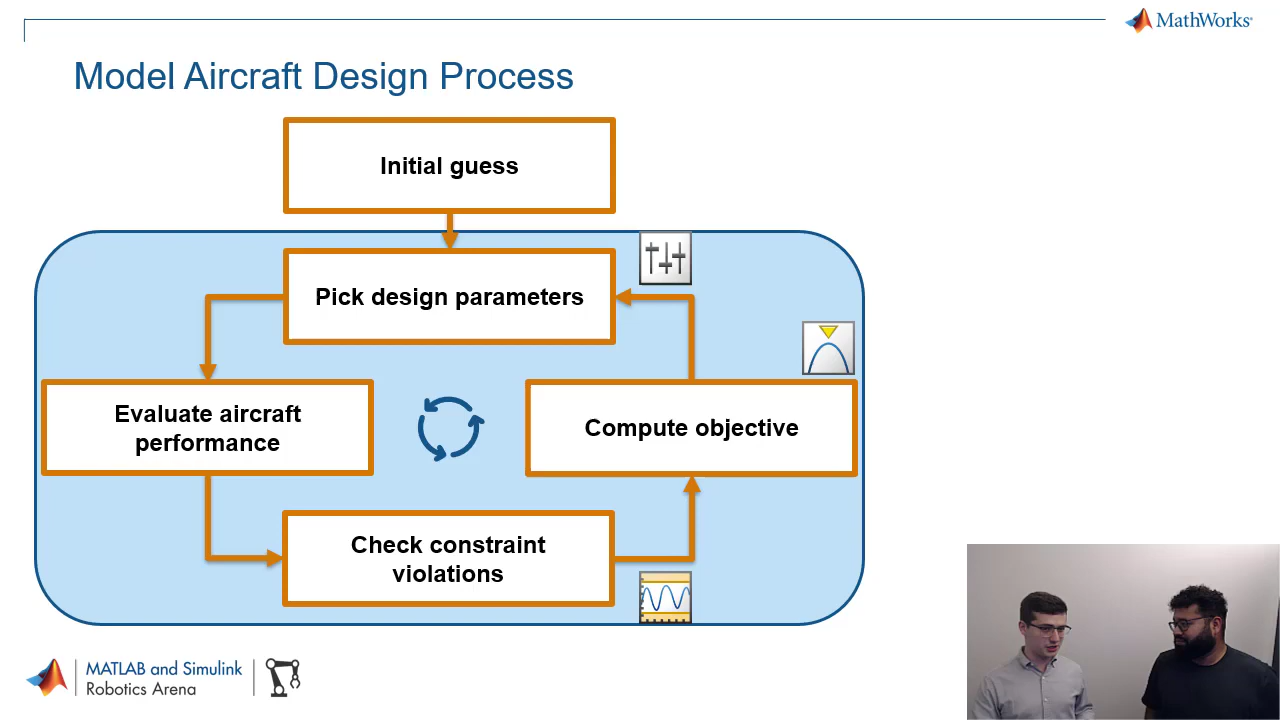 MathWorks®
Model Aircraft Design Process
Initial guess
Pick design parameters
Evaluate aircraft
performance
Compute objective
Check constraint
violations
MATLAB and Simulink
Robotics Arena